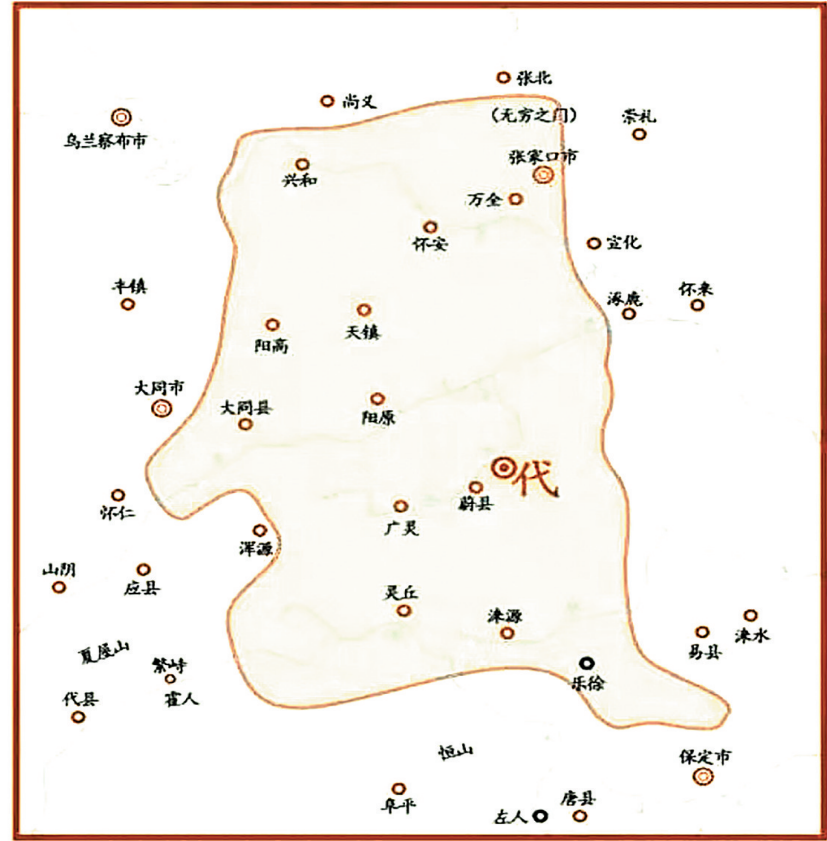 张北
尚义
(无穷之门)
崇礼
乌兰察布市
张家口市
兴和
万全
怀安
宣化
丰镇
怀来
涿鹿
阳高
天镇
大同市
大同县
阳原
代
蔚县
怀仁
广灵
浑源
山阴
应县
灵丘
涞源
涞水
易县
夏屋山
繁峙
乐徐
代县
霍人
恒山
保定市
阜平
唐县
左人